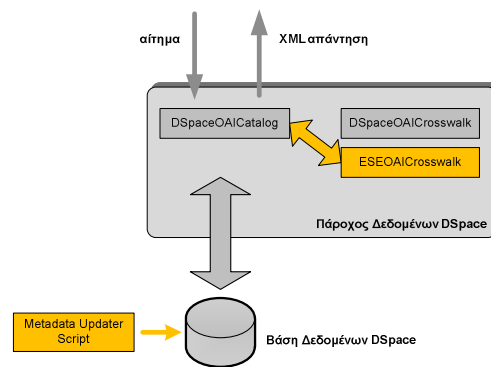 αίτημα
XML απάντηση
DSpaceOAICatalog
DSpaceOAICrosswalk
ESEOAICrosswalk
Πάροχος Δεδομένων DSpace
Metadata Updater
Script
Βάση Δεδομένων DSpace